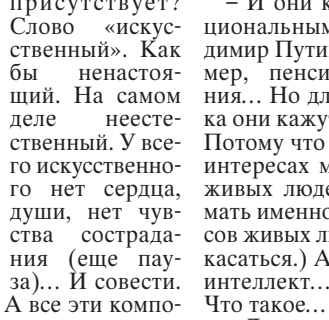 присутствует?
Слово «искус-
ственный». Как
бы ненастоя-
щий. На самом
деле неесте-
ственный. У все-
го искусственно-
го нет сердца,
души, нет чув-
ства сострада-
ния (еще пау-
за)... И совести.
А все эти компо-
– И они к
циональным
димир Пути
мер, пенси
ния... Но дл
ка они кажу
Потому что
интересах м
живых люде
мать именно
сов живых л
касаться.) А
интеллект...
Что такое...